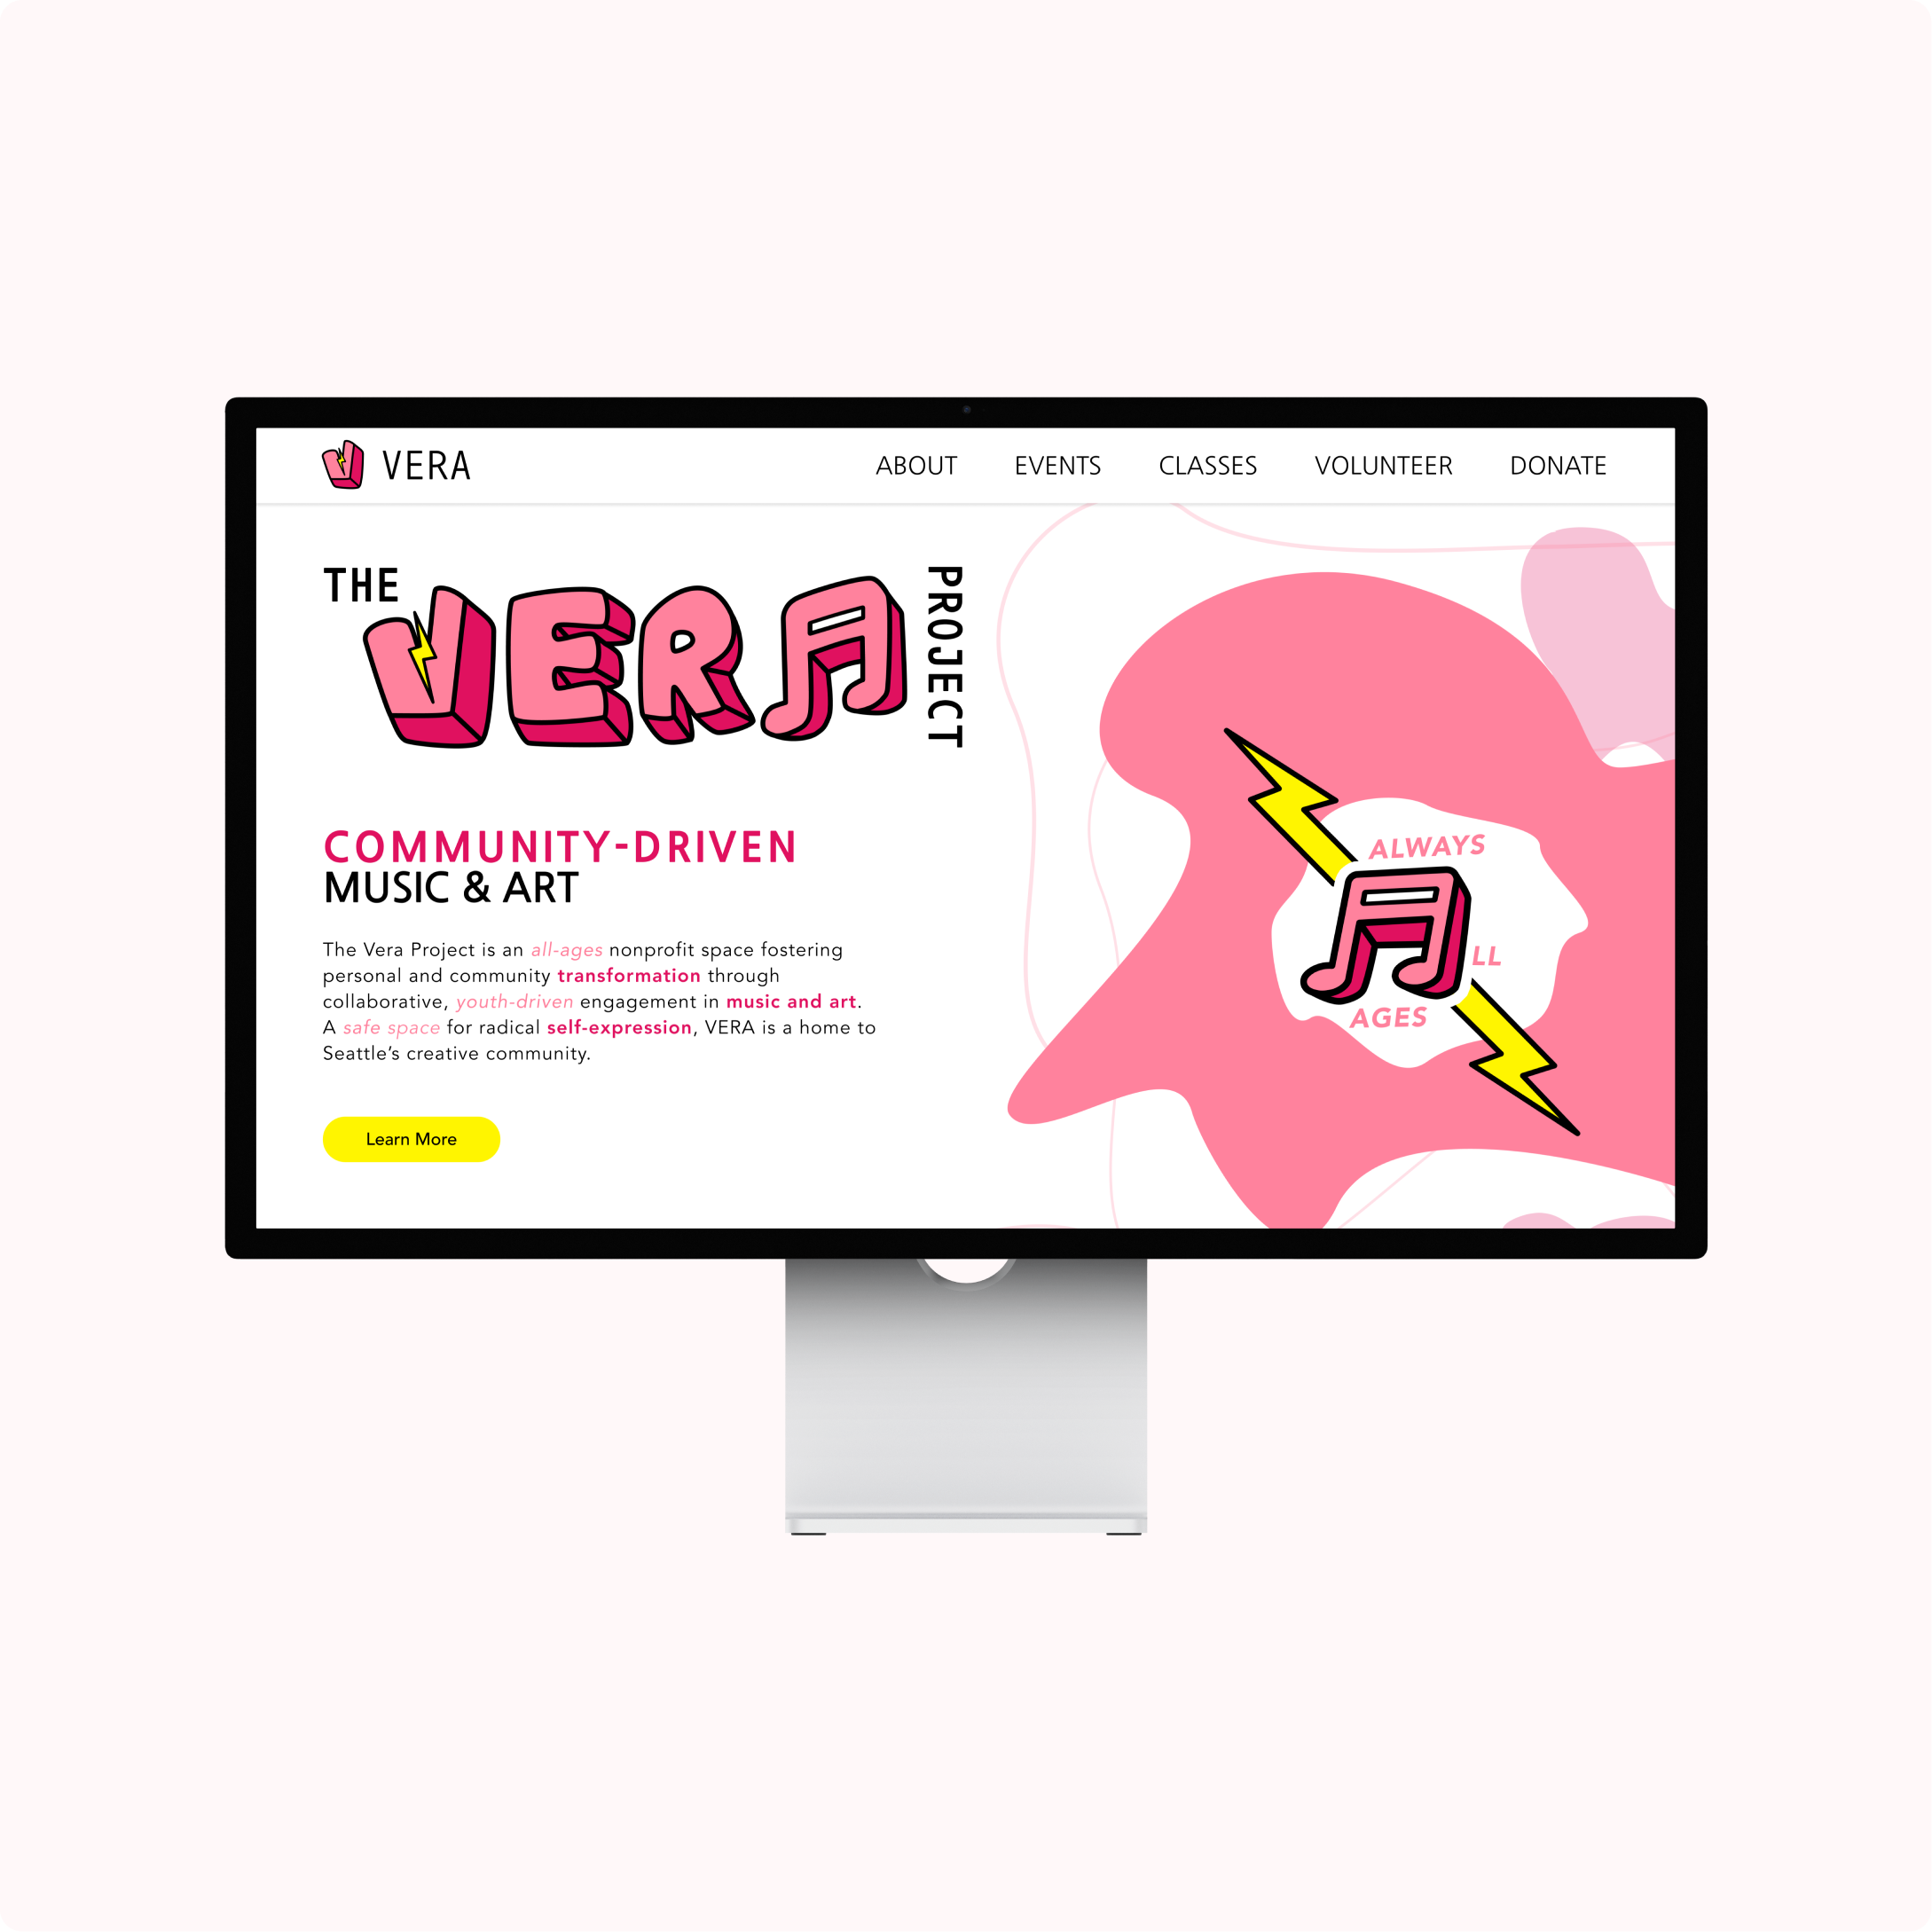 VERA
ABOUT EVENTS CLASSES VOLUNTEER DONATE
THE
VERA
PROJECT
COMMUNITY-DRIVEN
MUSIC & ART
The Vera Project is an all-ages nonprofit space fostering
personal and community transformation through
collaborative, youth-driven engagement in music and art.
A safe space for radical self-expression, VERA is a home to
Seattle’s creative community.
Learn More
ALWAYS
ALL
AGES